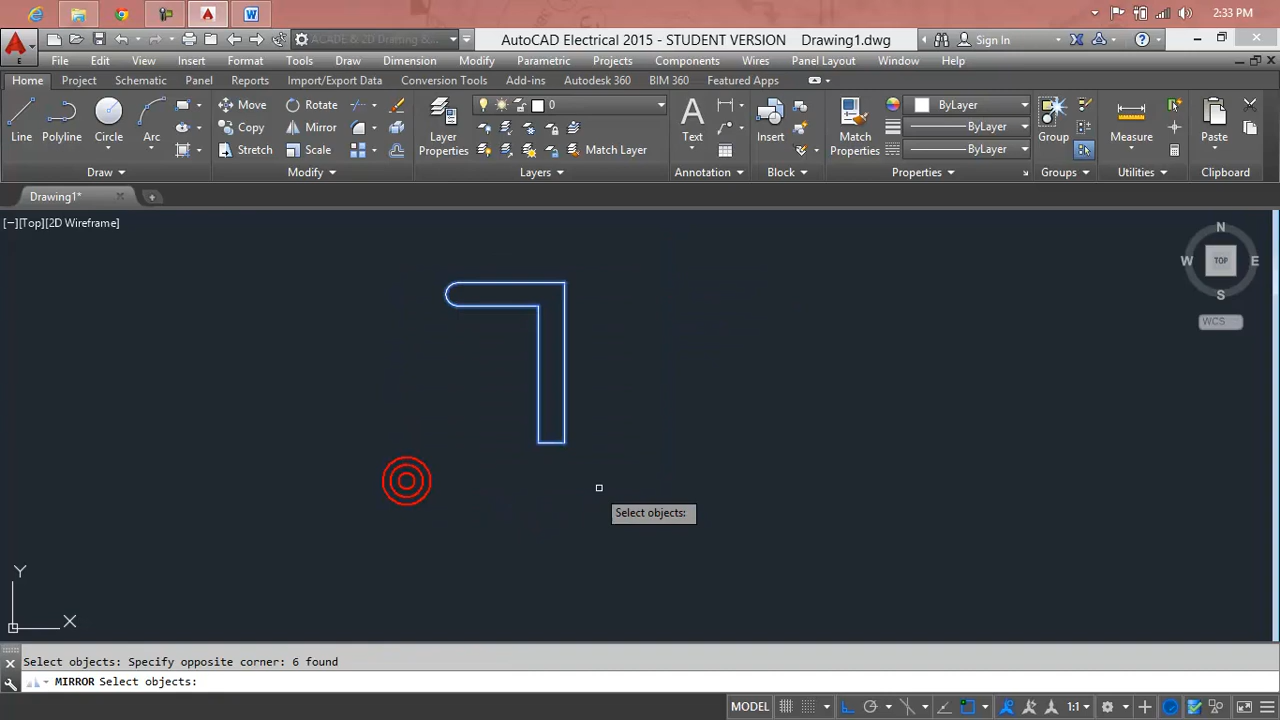 2:33 PM
ACADE & 2D Drafting &
AutoCAD Electrical 2015 - STUDENT VERSION Drawing1.dwg
Sign In
E
File Edit View Insert Format Tools Draw Dimension Modify Parametric Projects Components Wires Panel Layout Window Help
Home Project Schematic Panel Reports Import/Export Data Conversion Tools Add-ins Autodesk 360 BIM 360 Featured Apps
Line Polyline Circle Arc
Move Rotate
Copy Mirror
Stretch Scale
Layer Properties
0
Match Layer
Text
Insert
Match Properties
ByLayer
ByLayer
ByLayer
Group
Measure
Paste
Draw Modify Layers Annotation Block Properties Groups Utilities Clipboard
Drawing1*
[−][Top][2D Wireframe]
N
W TOP E
S
WCS
Select objects:
Y
X
Select objects: Specify opposite corner: 6 found
MIRROR Select objects:
MODEL 1:1